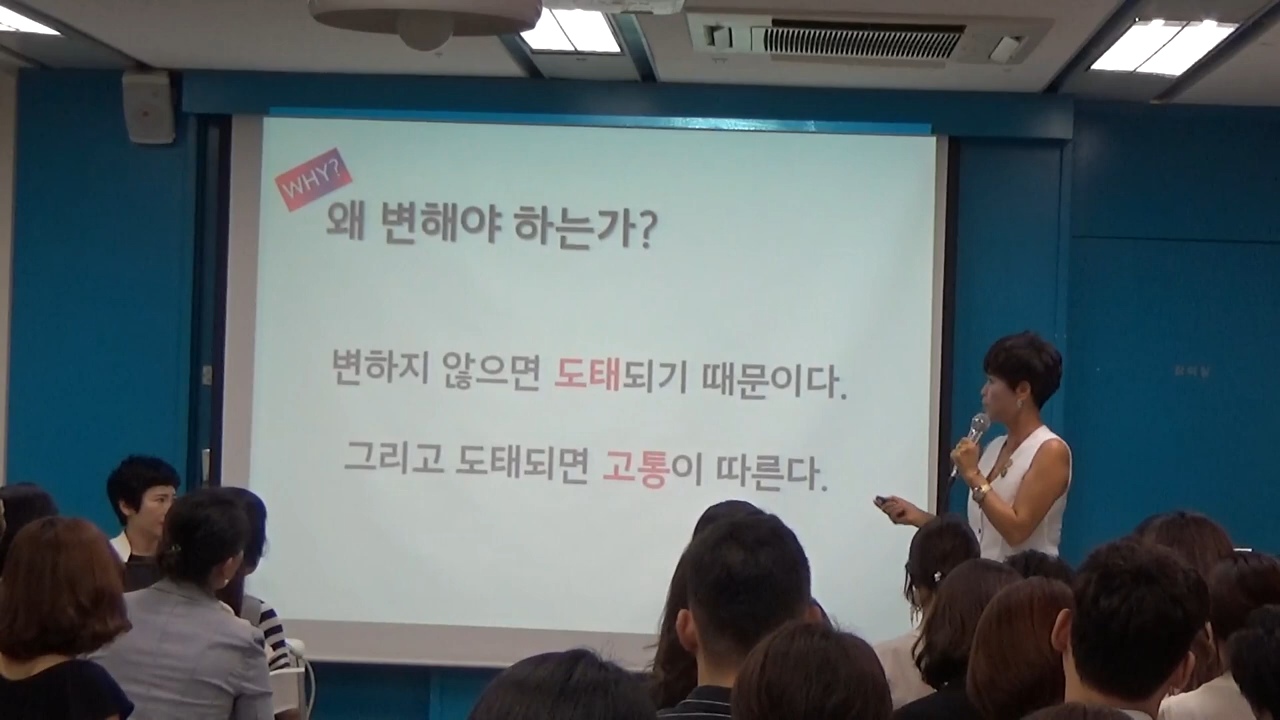 WHY?
왜 변해야 하는가?
변하지 않으면 도태되기 때문이다.
그리고 도태되면 고통이 따른다.